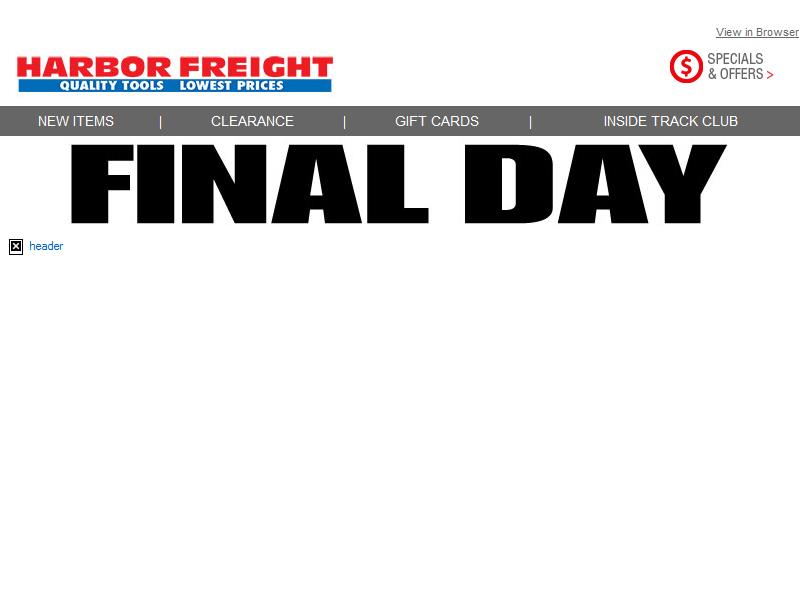 View in Browser
HARBOR FREIGHT
QUALITY TOOLS LOWEST PRICES
SPECIALS
& OFFERS >
NEW ITEMS | CLEARANCE | GIFT CARDS | INSIDE TRACK CLUB
FINAL DAY
header